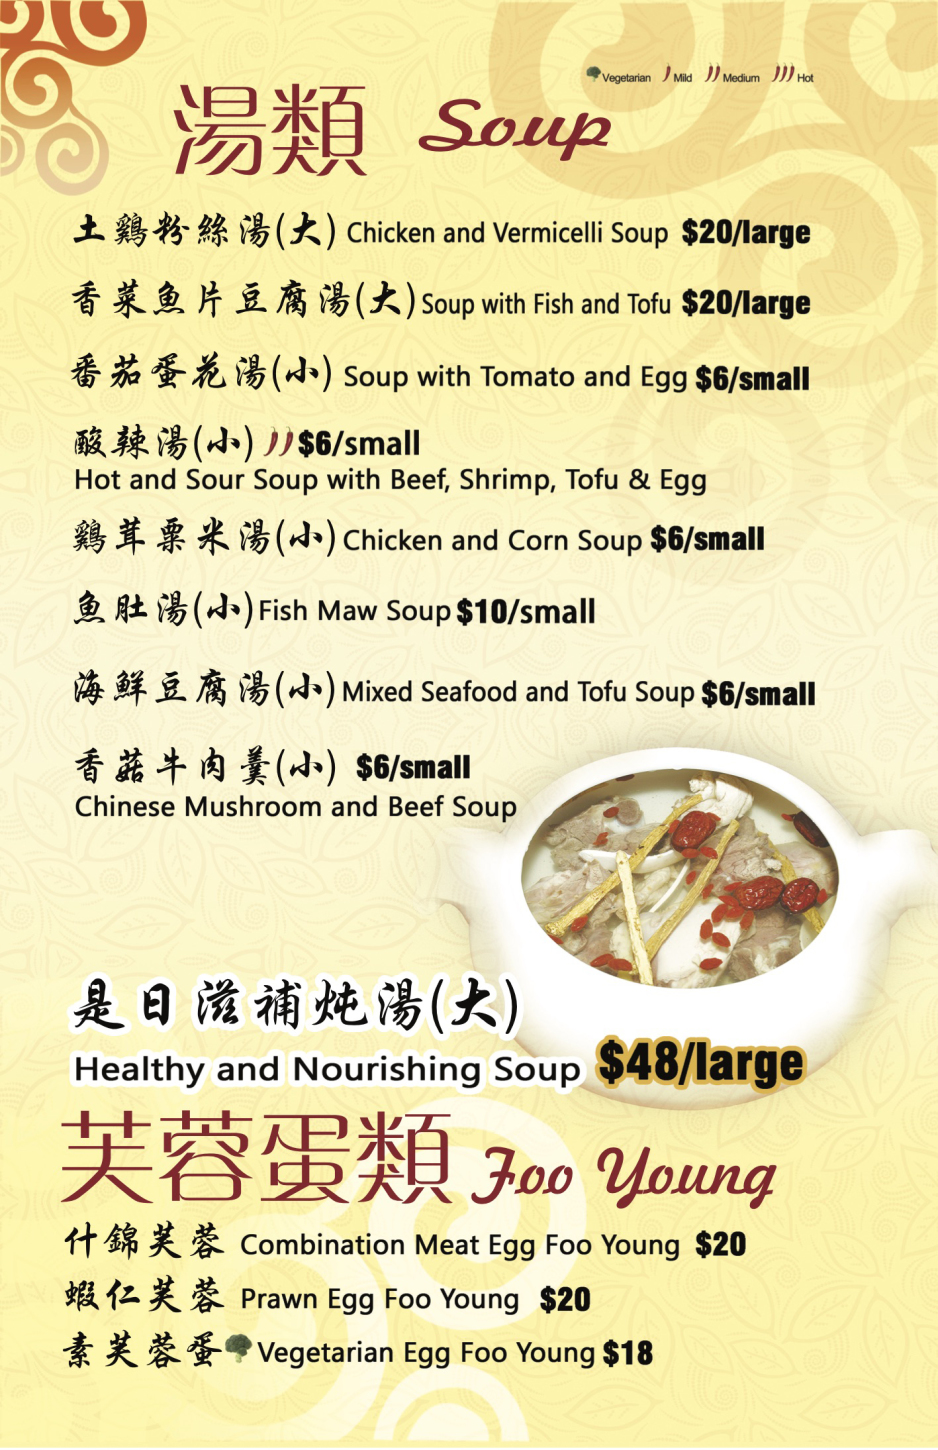 Vegetarian Mild Medium Hot
湯類 Soup
土鷄粉絲湯(大) Chicken and Vermicelli Soup $20/large
香菜魚片豆腐湯(大) Soup with Fish and Tofu $20/large
番茄蛋花湯(小) Soup with Tomato and Egg $6/small
酸辣湯(小) $6/small
Hot and Sour Soup with Beef, Shrimp, Tofu & Egg
鷄茸粟米湯(小) Chicken and Corn Soup $6/small
魚肚湯(小) Fish Maw Soup $10/small
海鮮豆腐湯(小) Mixed Seafood and Tofu Soup $6/small
香菇牛肉羹(小) $6/small
Chinese Mushroom and Beef Soup
是日滋補炖湯(大)
Healthy and Nourishing Soup $48/large
芙蓉蛋類 Foo Young
什錦芙蓉 Combination Meat Egg Foo Young $20
蝦仁芙蓉 Prawn Egg Foo Young $20
素芙蓉蛋 Vegetarian Egg Foo Young $18